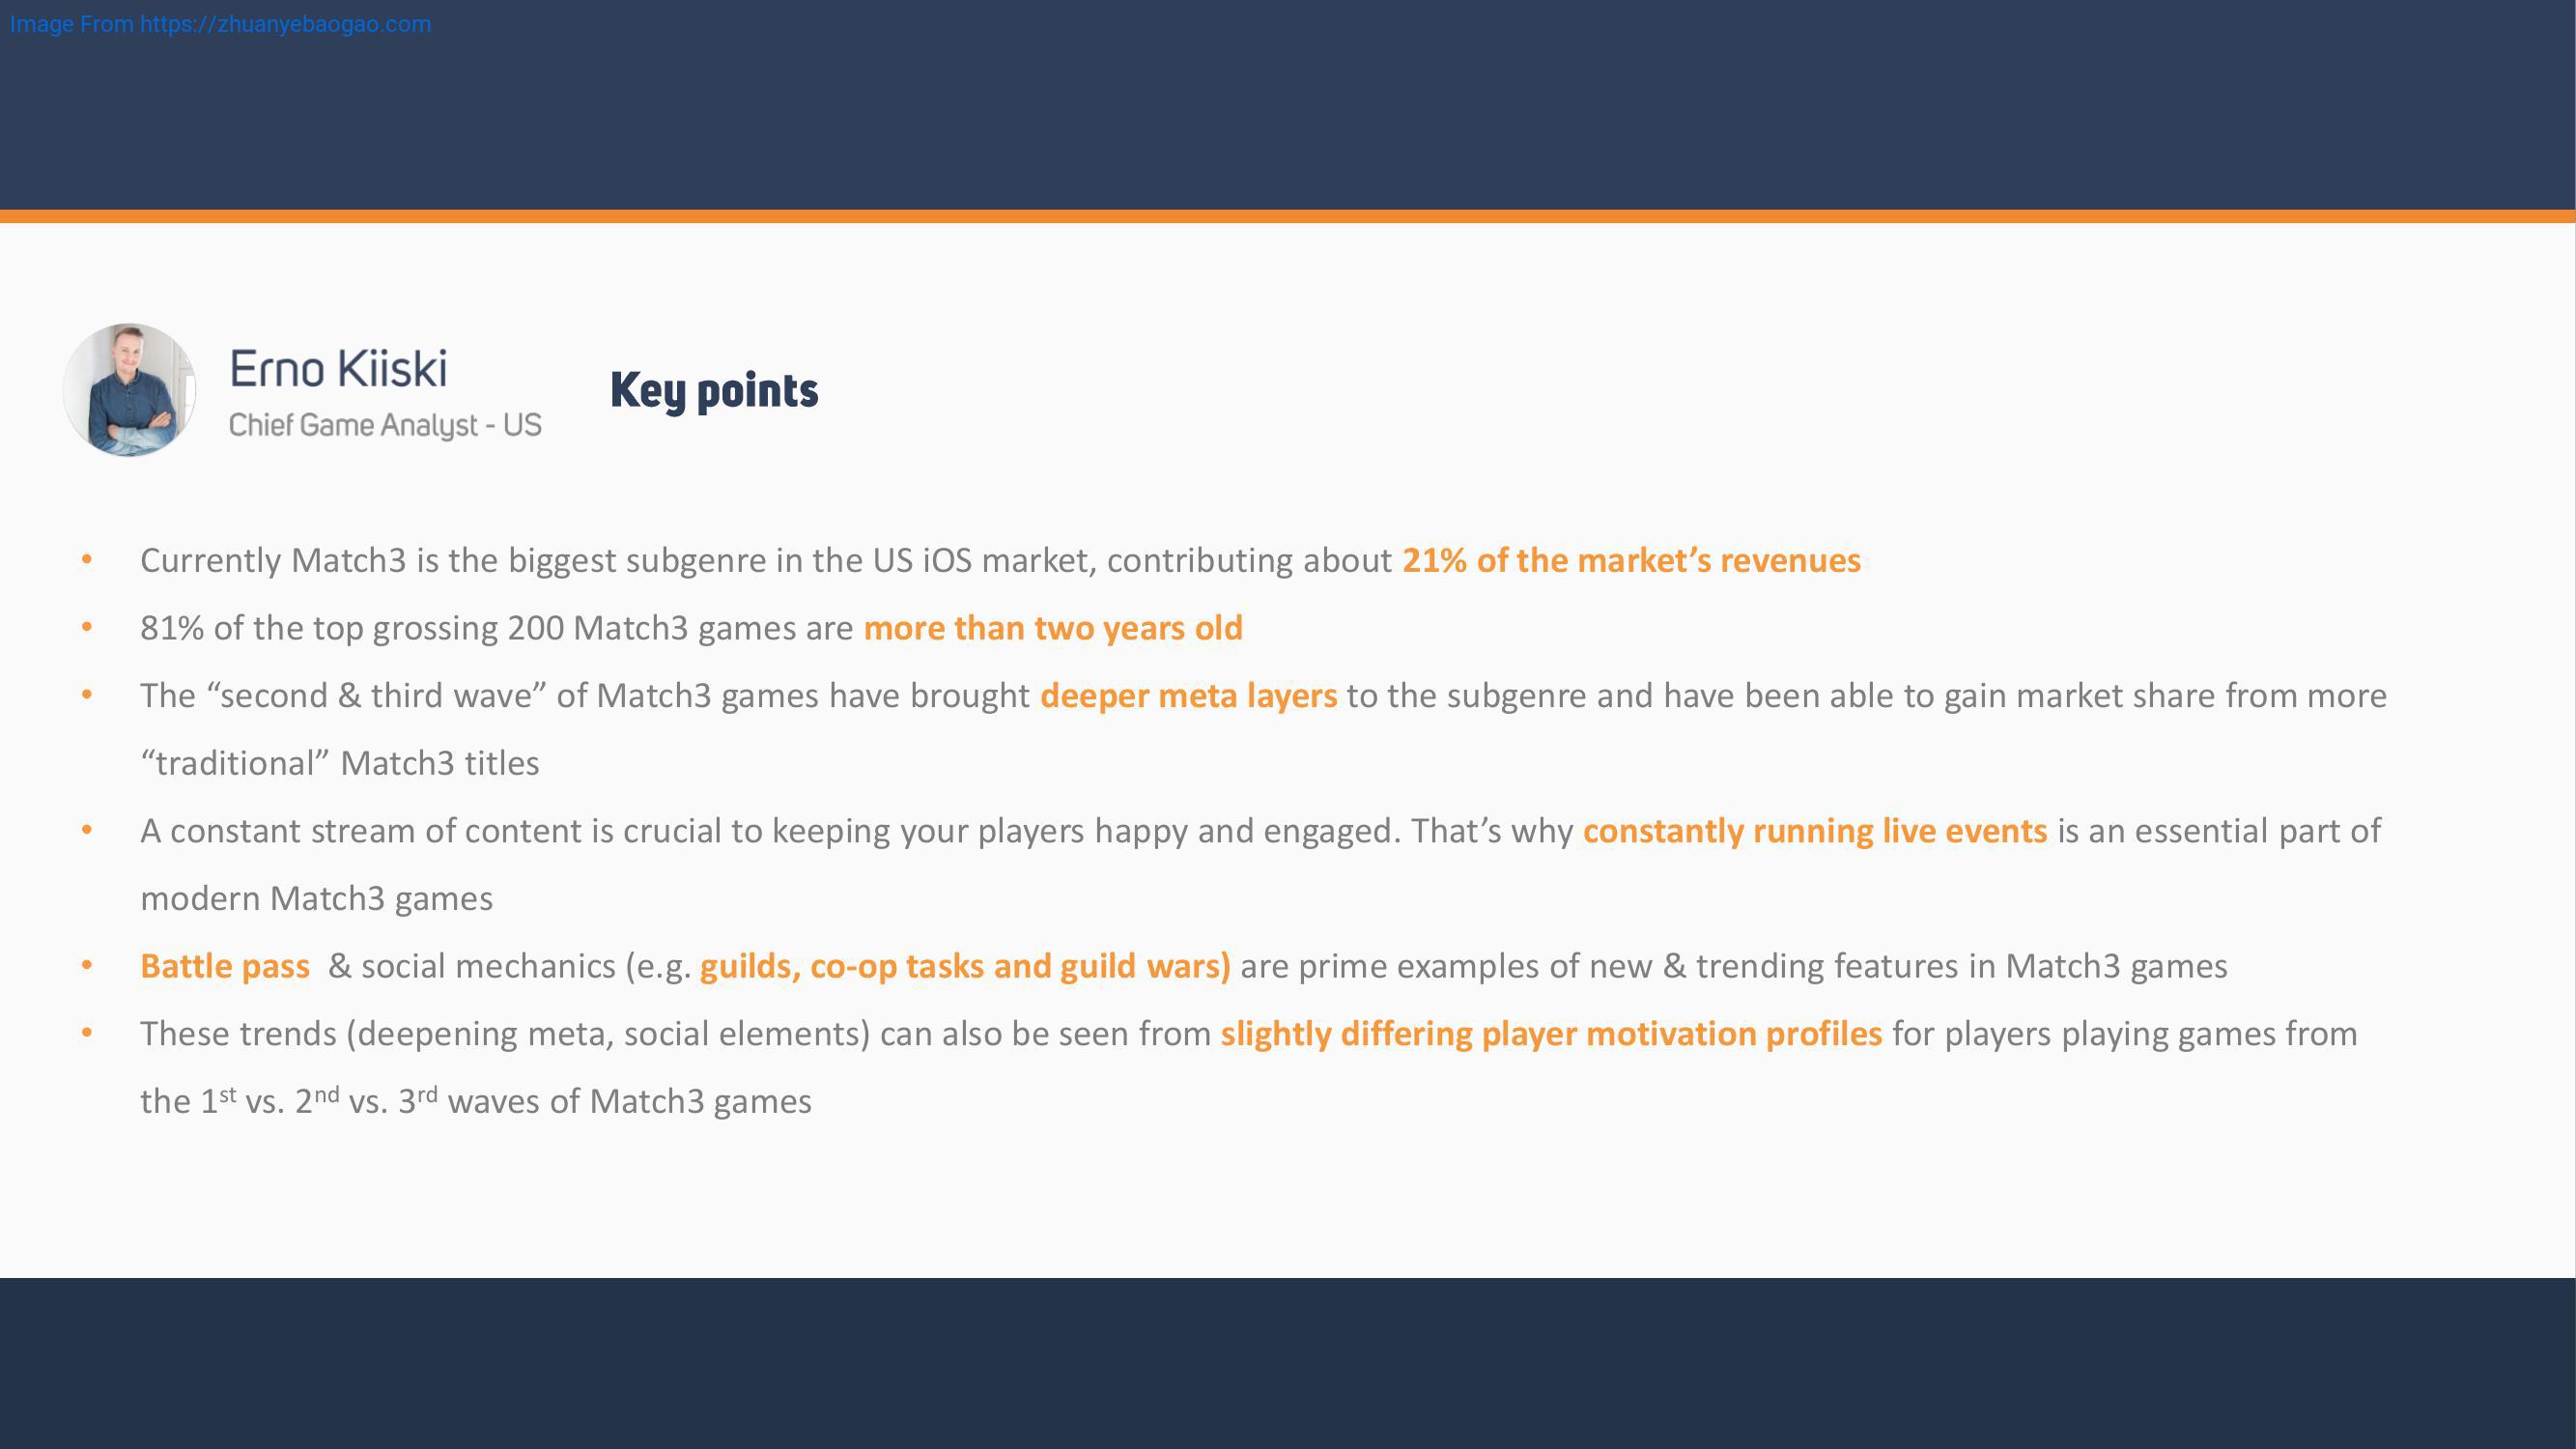 Image From https://zhuanyebaogao.com
Erno Kiiski
Chief Game Analyst - US
Key points
• Currently Match3 is the biggest subgenre in the US iOS market, contributing about 21% of the market’s revenues
• 81% of the top grossing 200 Match3 games are more than two years old
• The “second & third wave” of Match3 games have brought deeper meta layers to the subgenre and have been able to gain market share from more
“traditional” Match3 titles
• A constant stream of content is crucial to keeping your players happy and engaged. That’s why constantly running live events is an essential part of
modern Match3 games
• Battle pass & social mechanics (e.g. guilds, co-op tasks and guild wars) are prime examples of new & trending features in Match3 games
• These trends (deepening meta, social elements) can also be seen from slightly differing player motivation profiles for players playing games from
the 1st vs. 2nd vs. 3rd waves of Match3 games